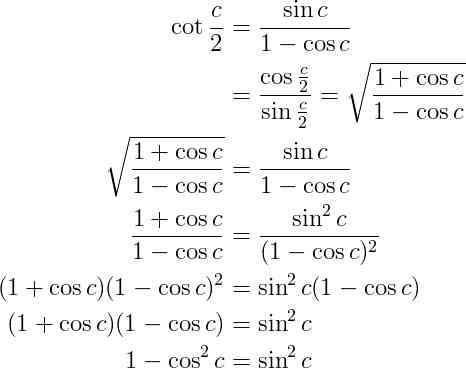 cot c/2 = sin c / (1 − cos c)
= cos c/2 / sin c/2 = √((1 + cos c)/(1 − cos c))
√((1 + cos c)/(1 − cos c)) = sin c / (1 − cos c)
(1 + cos c)/(1 − cos c) = sin² c / (1 − cos c)²
(1 + cos c)(1 − cos c)² = sin² c(1 − cos c)
(1 + cos c)(1 − cos c) = sin² c
1 − cos² c = sin² c